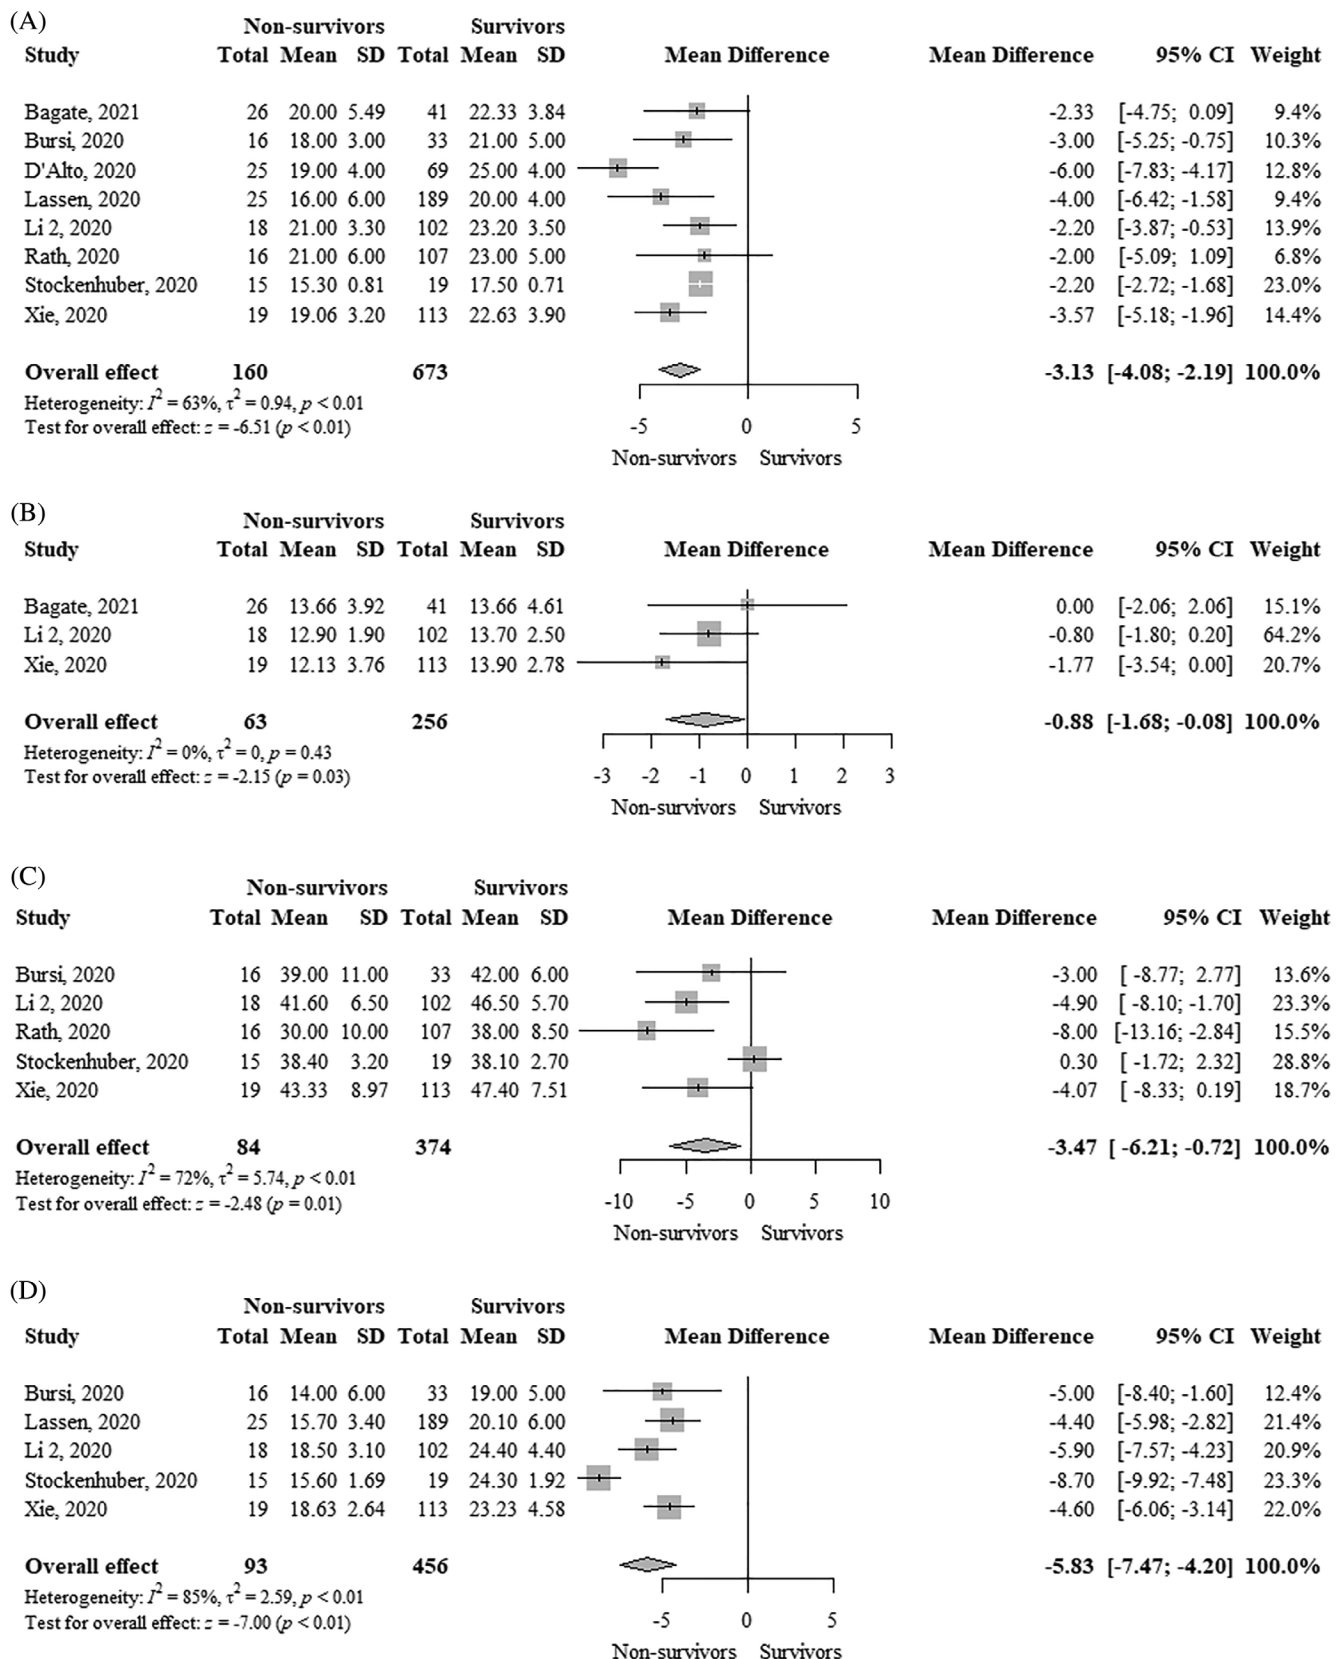 (A)
Non-survivors Survivors
Study Total Mean SD Total Mean SD Mean Difference Mean Difference 95% CI Weight
Bagate, 2021 26 20.00 5.49 41 22.33 3.84 -2.33 [-4.75; 0.09] 9.4%
Bursi, 2020 16 18.00 3.00 33 21.00 5.00 -3.00 [-5.25; -0.75] 10.3%
D'Alto, 2020 25 19.00 4.00 69 25.00 4.00 -6.00 [-7.83; -4.17] 12.8%
Lassen, 2020 25 16.00 6.00 189 20.00 4.00 -4.00 [-6.42; -1.58] 9.4%
Li 2, 2020 18 21.00 3.30 102 23.20 3.50 -2.20 [-3.87; -0.53] 13.9%
Rath, 2020 16 21.00 6.00 107 23.00 5.00 -2.00 [-5.09; 1.09] 6.8%
Stockenhuber, 2020 15 15.30 0.81 19 17.50 0.71 -2.20 [-2.72; -1.68] 23.0%
Xie, 2020 19 19.06 3.20 113 22.63 3.90 -3.57 [-5.18; -1.96] 14.4%
Overall effect 160 673 -3.13 [-4.08; -2.19] 100.0%
Heterogeneity: I² = 63%, τ² = 0.94, p < 0.01
Test for overall effect: z = -6.51 (p < 0.01)
-5 0 5
Non-survivors Survivors
(B)
Non-survivors Survivors
Study Total Mean SD Total Mean SD Mean Difference Mean Difference 95% CI Weight
Bagate, 2021 26 13.66 3.92 41 13.66 4.61 0.00 [-2.06; 2.06] 15.1%
Li 2, 2020 18 12.90 1.90 102 13.70 2.50 -0.80 [-1.80; 0.20] 64.2%
Xie, 2020 19 12.13 3.76 113 13.90 2.78 -1.77 [-3.54; 0.00] 20.7%
Overall effect 63 256 -0.88 [-1.68; -0.08] 100.0%
Heterogeneity: I² = 0%, τ² = 0, p = 0.43
Test for overall effect: z = -2.15 (p = 0.03)
-3 -2 -1 0 1 2 3
Non-survivors Survivors
(C)
Non-survivors Survivors
Study Total Mean SD Total Mean SD Mean Difference Mean Difference 95% CI Weight
Bursi, 2020 16 39.00 11.00 33 42.00 6.00 -3.00 [ -8.77; 2.77] 13.6%
Li 2, 2020 18 41.60 6.50 102 46.50 5.70 -4.90 [ -8.10; -1.70] 23.3%
Rath, 2020 16 30.00 10.00 107 38.00 8.50 -8.00 [-13.16; -2.84] 15.5%
Stockenhuber, 2020 15 38.40 3.20 19 38.10 2.70 0.30 [ -1.72; 2.32] 28.8%
Xie, 2020 19 43.33 8.97 113 47.40 7.51 -4.07 [ -8.33; 0.19] 18.7%
Overall effect 84 374 -3.47 [ -6.21; -0.72] 100.0%
Heterogeneity: I² = 72%, τ² = 5.74, p < 0.01
Test for overall effect: z = -2.48 (p = 0.01)
-10 -5 0 5 10
Non-survivors Survivors
(D)
Non-survivors Survivors
Study Total Mean SD Total Mean SD Mean Difference Mean Difference 95% CI Weight
Bursi, 2020 16 14.00 6.00 33 19.00 5.00 -5.00 [-8.40; -1.60] 12.4%
Lassen, 2020 25 15.70 3.40 189 20.10 6.00 -4.40 [-5.98; -2.82] 21.4%
Li 2, 2020 18 18.50 3.10 102 24.40 4.40 -5.90 [-7.57; -4.23] 20.9%
Stockenhuber, 2020 15 15.60 1.69 19 24.30 1.92 -8.70 [-9.92; -7.48] 23.3%
Xie, 2020 19 18.63 2.64 113 23.23 4.58 -4.60 [-6.06; -3.14] 22.0%
Overall effect 93 456 -5.83 [-7.47; -4.20] 100.0%
Heterogeneity: I² = 85%, τ² = 2.59, p < 0.01
Test for overall effect: z = -7.00 (p < 0.01)
-5 0 5
Non-survivors Survivors